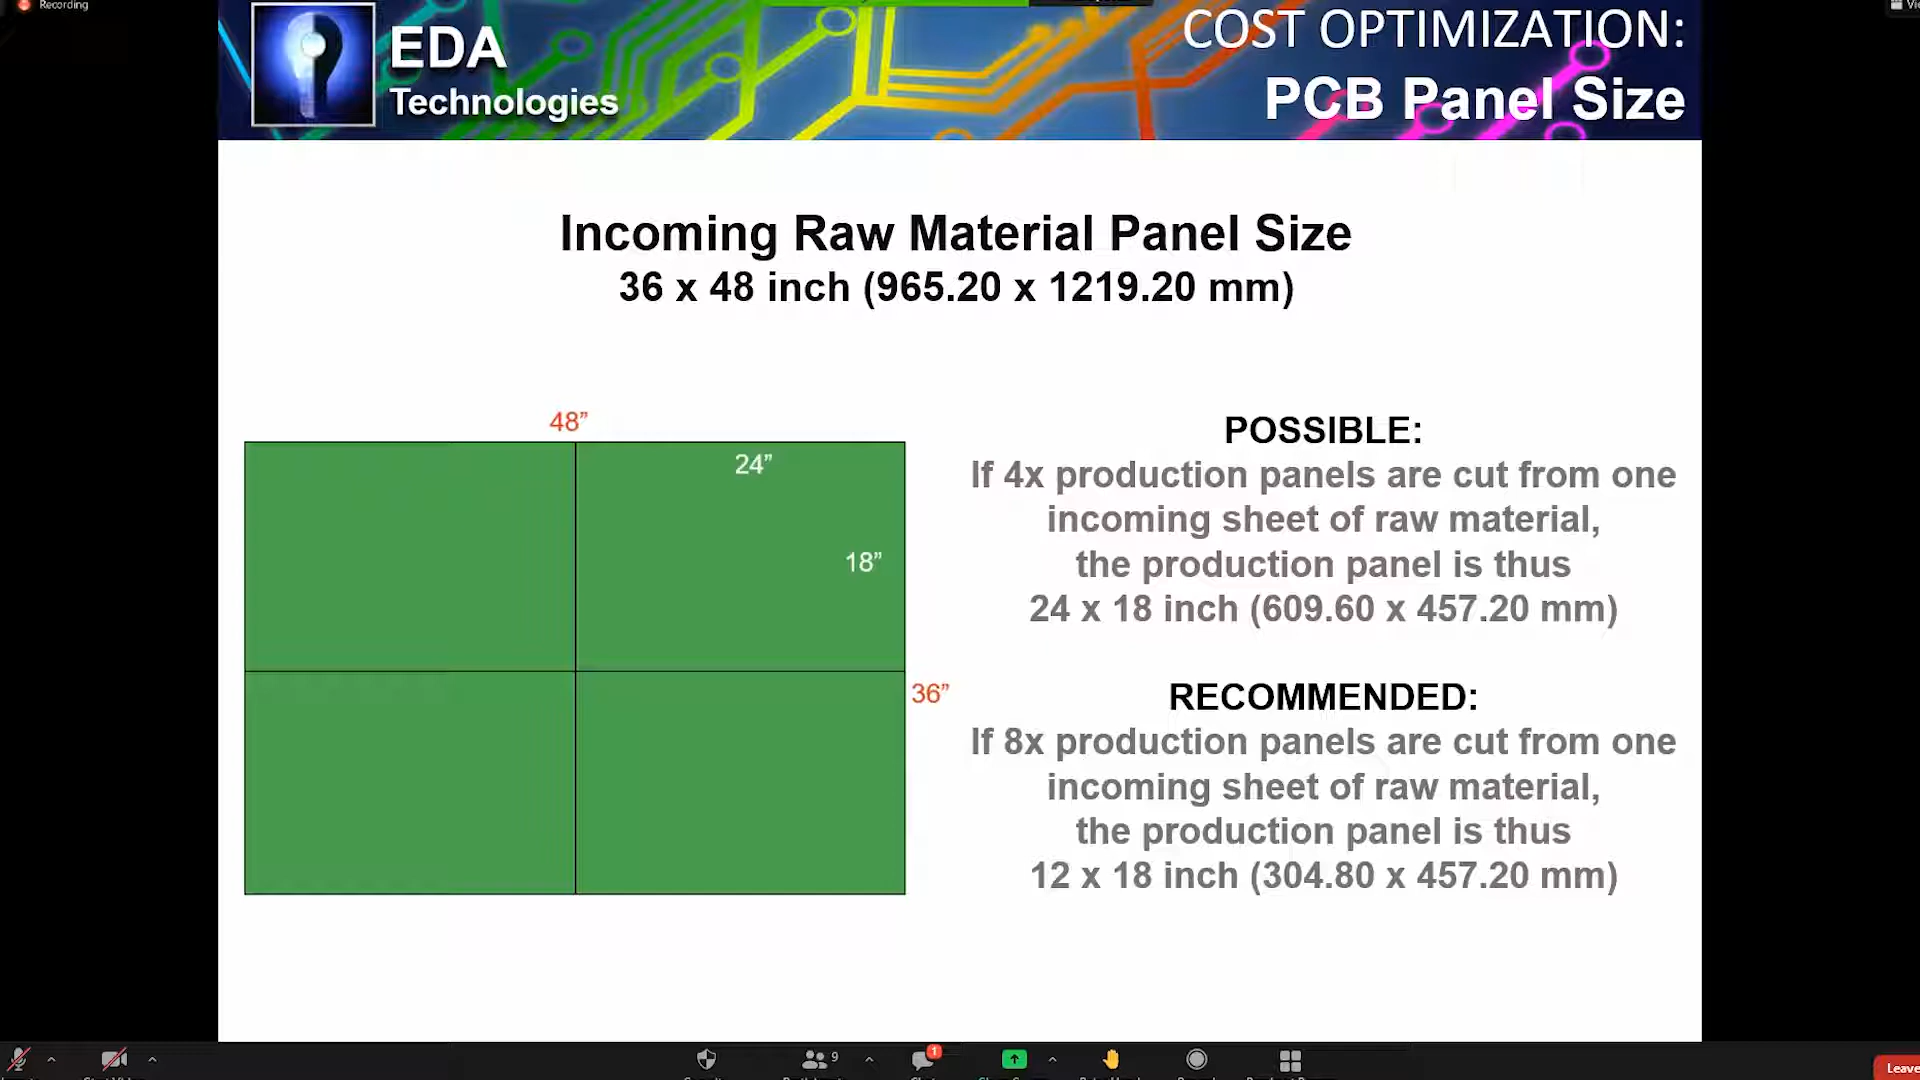 Recording
EDA
Technologies
COST OPTIMIZATION:
PCB Panel Size
Incoming Raw Material Panel Size
36 x 48 inch (965.20 x 1219.20 mm)
48”
24”
18”
36”
POSSIBLE:
If 4x production panels are cut from one
incoming sheet of raw material,
the production panel is thus
24 x 18 inch (609.60 x 457.20 mm)
RECOMMENDED:
If 8x production panels are cut from one
incoming sheet of raw material,
the production panel is thus
12 x 18 inch (304.80 x 457.20 mm)
9
1
Leave